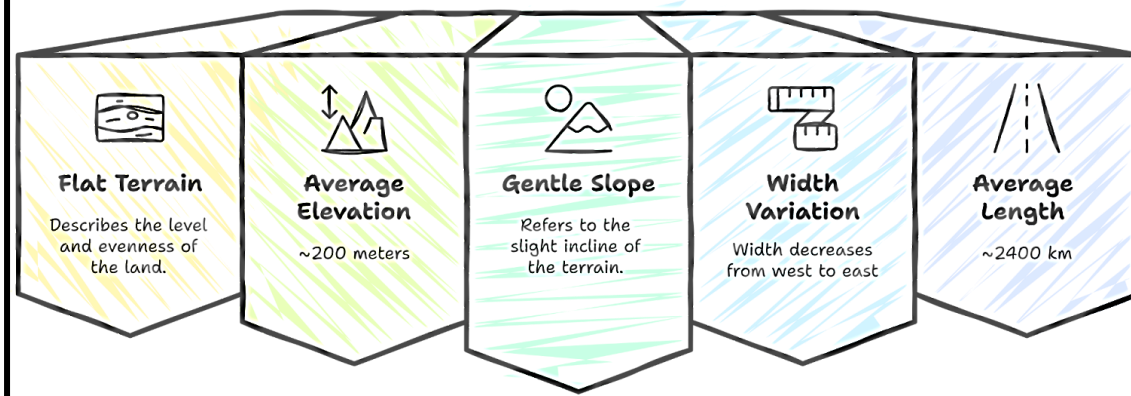 Flat Terrain
Describes the level
and evenness of
the land.
Average
Elevation
~200 meters
Gentle Slope
Refers to the
slight incline of
the terrain.
Width
Variation
Width decreases
from west to east
Average
Length
~2400 km